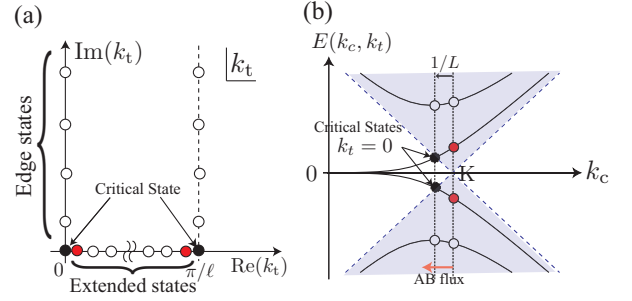 (a)
Im(k_t)
k_t
Edge states
Critical State
0
π/ℓ
Re(k_t)
Extended states
(b)
E(k_c, k_t)
1/L
Critical States
k_t = 0
0
K
k_c
AB flux